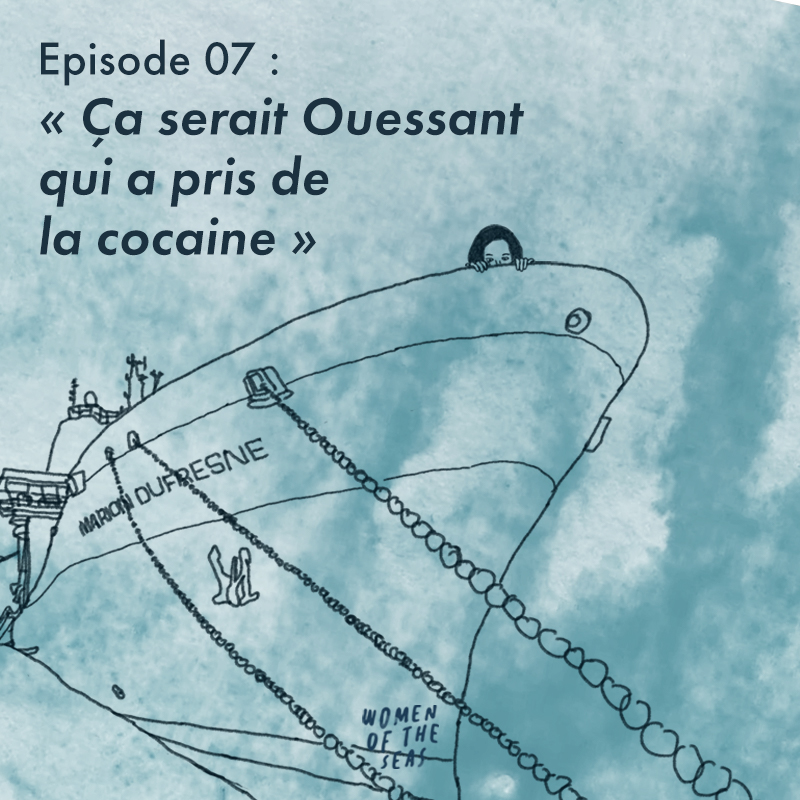 Episode 07 :
« Ça serait Ouessant
qui a pris de
la cocaine »
MARION DUFRESNE
WOMEN
OF THE
SEAS